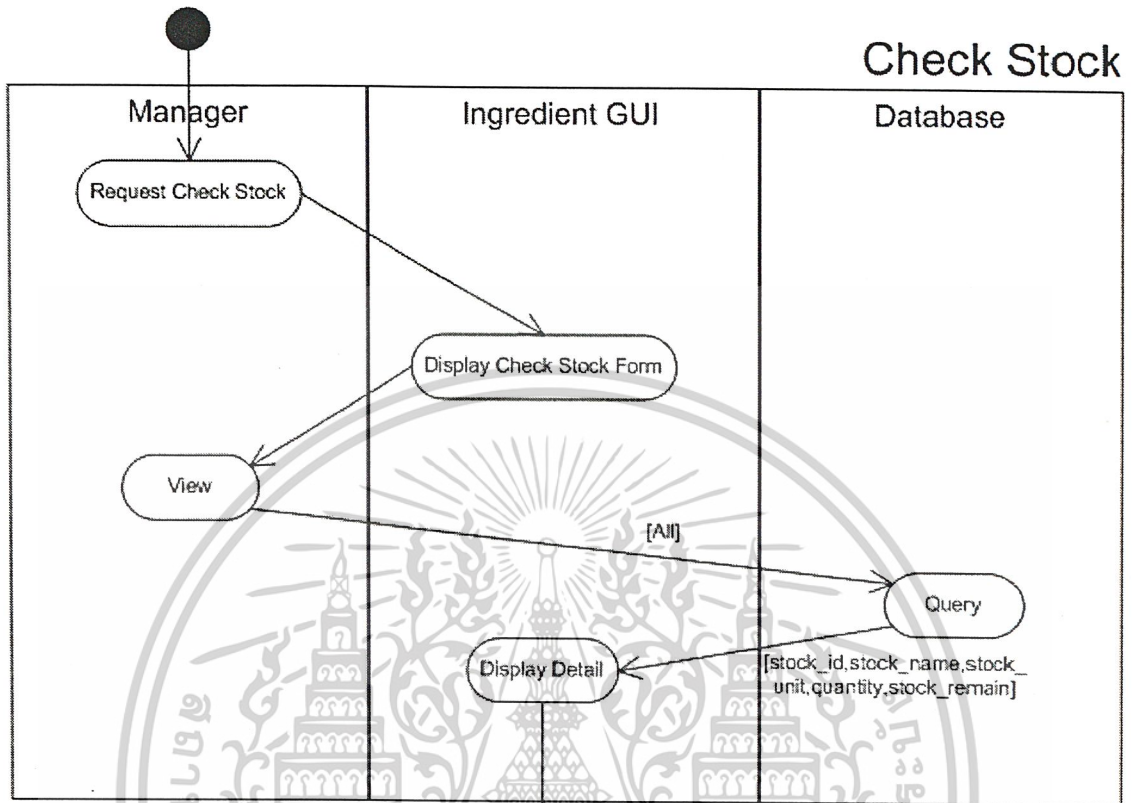 Check Stock
Manager
Ingredient GUI
Database
Request Check Stock
Display Check Stock Form
View
[All]
Query
Display Detail
[stock_id,stock_name,stock_
unit,quantity,stock_remain]